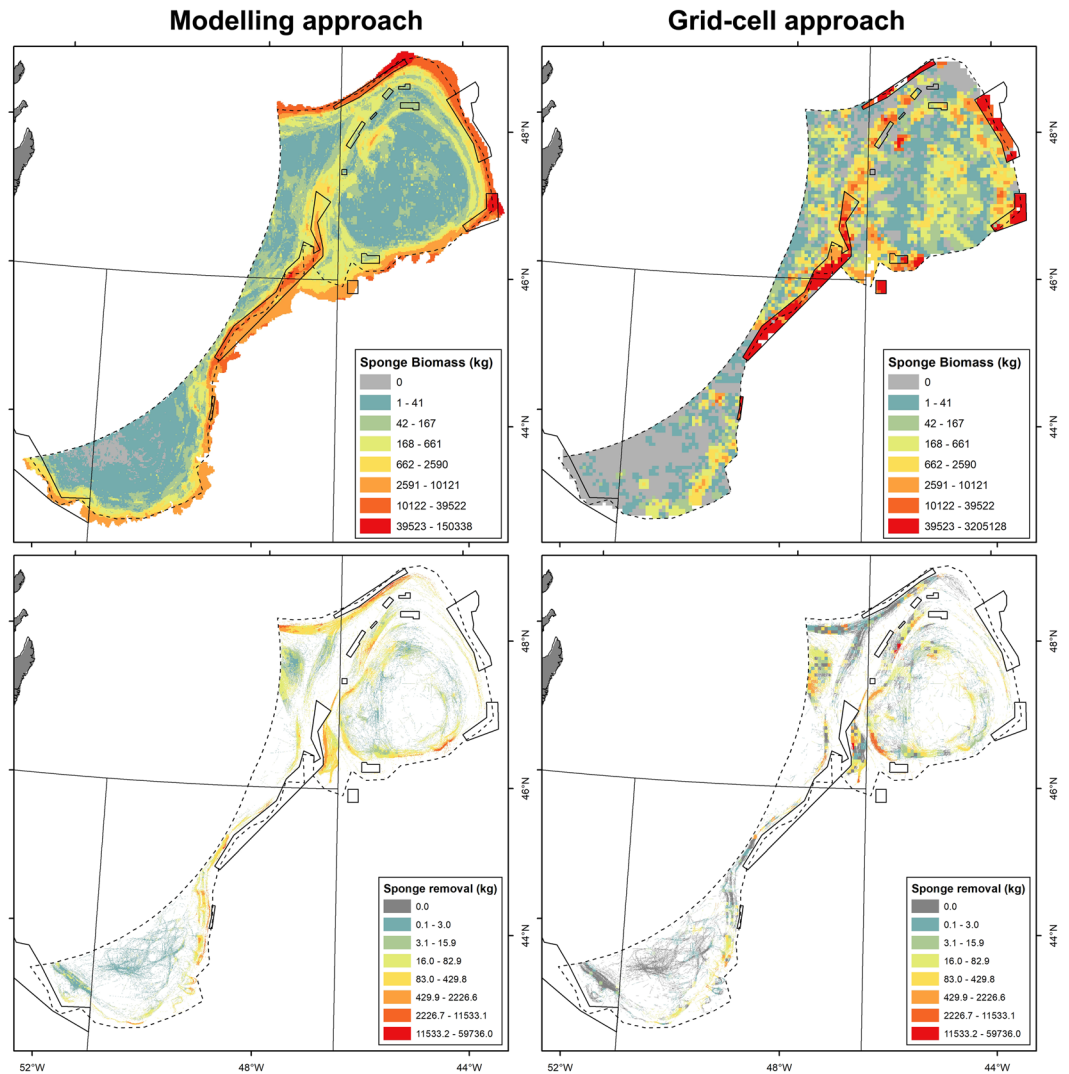 Modelling approach
Grid-cell approach
48°N
46°N
44°N
Sponge Biomass (kg)
0
1 - 41
42 - 167
168 - 661
662 - 2590
2591 - 10121
10122 - 39522
39523 - 150338
48°N
46°N
44°N
Sponge Biomass (kg)
0
1 - 41
42 - 167
168 - 661
662 - 2590
2591 - 10121
10122 - 39522
39523 - 3205128
48°N
46°N
44°N
Sponge removal (kg)
0.0
0.1 - 3.0
3.1 - 15.9
16.0 - 82.9
83.0 - 429.8
429.9 - 2226.6
2226.7 - 11533.1
11533.2 - 59736.0
52°W
48°W
44°W
48°N
46°N
44°N
Sponge removal (kg)
0.0
0.1 - 3.0
3.1 - 15.9
16.0 - 82.9
83.0 - 429.8
429.9 - 2226.6
2226.7 - 11533.1
11533.2 - 59736.0
52°W
48°W
44°W